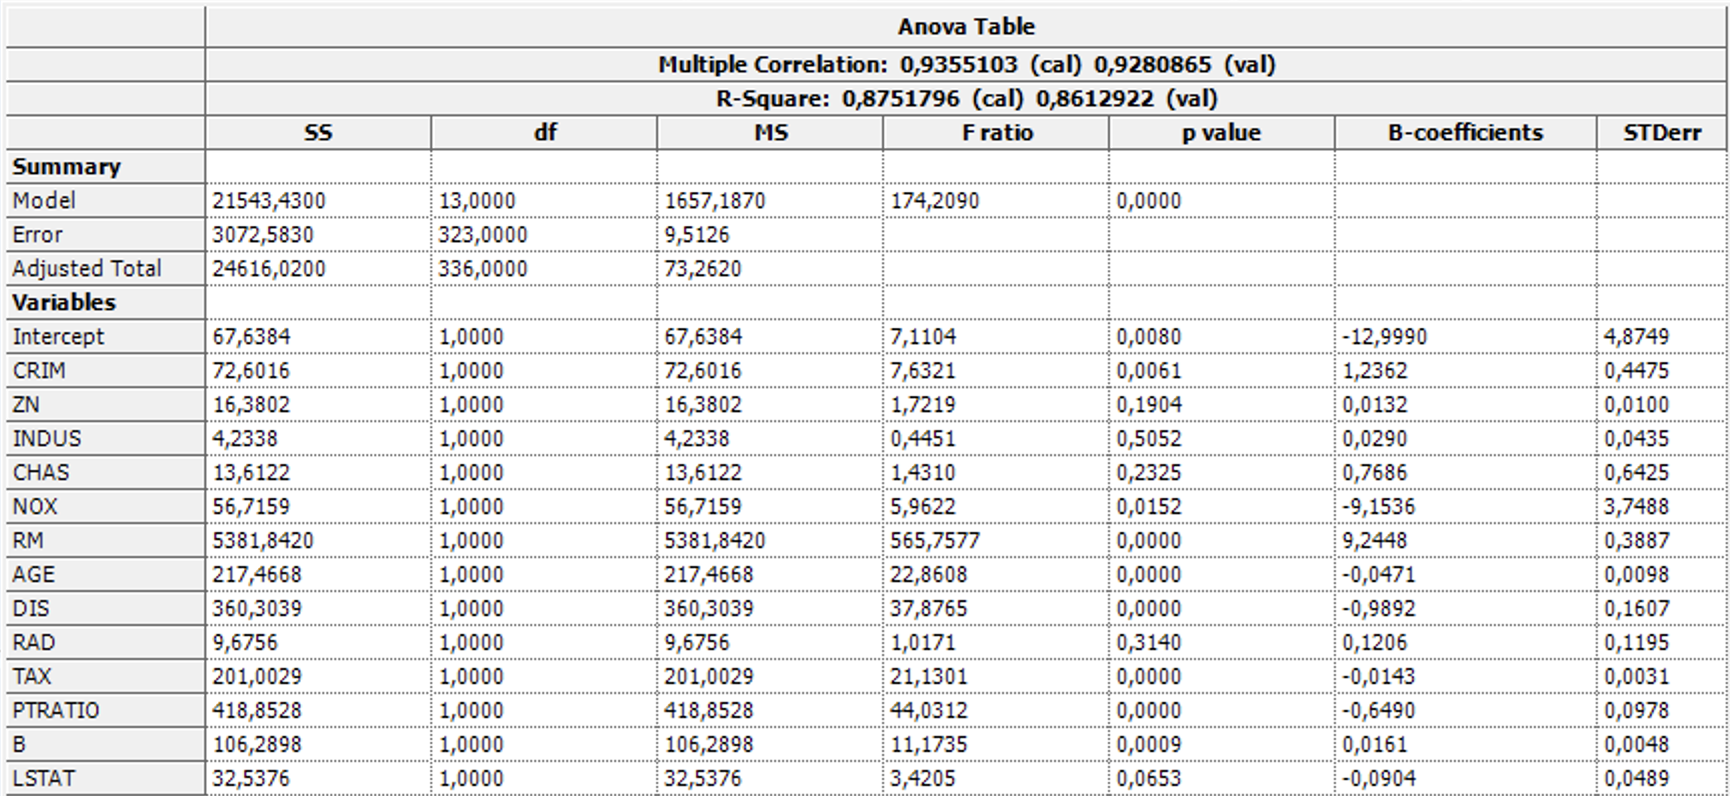 Anova Table
Multiple Correlation: 0,9355103 (cal) 0,9280865 (val)
R-Square: 0,8751796 (cal) 0,8612922 (val)
SS df MS F ratio p value B-coefficients STDerr
Summary
Model 21543,4300 13,0000 1657,1870 174,2090 0,0000
Error 3072,5830 323,0000 9,5126
Adjusted Total 24616,0200 336,0000 73,2620
Variables
Intercept 67,6384 1,0000 67,6384 7,1104 0,0080 -12,9990 4,8749
CRIM 72,6016 1,0000 72,6016 7,6321 0,0061 1,2362 0,4475
ZN 16,3802 1,0000 16,3802 1,7219 0,1904 0,0132 0,0100
INDUS 4,2338 1,0000 4,2338 0,4451 0,5052 0,0290 0,0435
CHAS 13,6122 1,0000 13,6122 1,4310 0,2325 0,7686 0,6425
NOX 56,7159 1,0000 56,7159 5,9622 0,0152 -9,1536 3,7488
RM 5381,8420 1,0000 5381,8420 565,7577 0,0000 9,2448 0,3887
AGE 217,4668 1,0000 217,4668 22,8608 0,0000 -0,0471 0,0098
DIS 360,3039 1,0000 360,3039 37,8765 0,0000 -0,9892 0,1607
RAD 9,6756 1,0000 9,6756 1,0171 0,3140 0,1206 0,1195
TAX 201,0029 1,0000 201,0029 21,1301 0,0000 -0,0143 0,0031
PTRATIO 418,8528 1,0000 418,8528 44,0312 0,0000 -0,6490 0,0978
B 106,2898 1,0000 106,2898 11,1735 0,0009 0,0161 0,0048
LSTAT 32,5376 1,0000 32,5376 3,4205 0,0653 -0,0904 0,0489